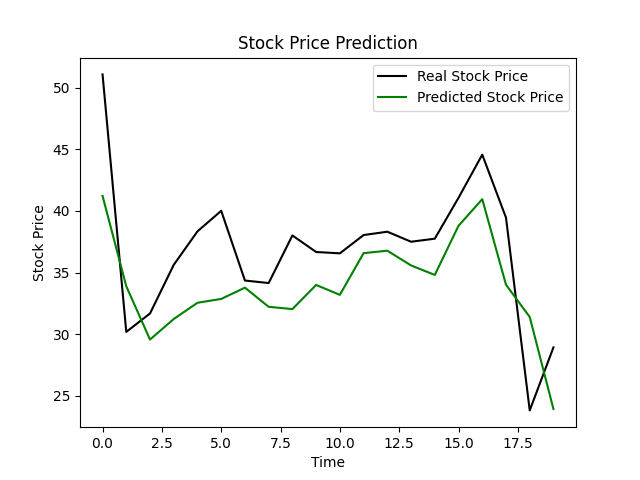 Stock Price Prediction
Real Stock Price
Predicted Stock Price
Stock Price
50
45
40
35
30
25
0.0 2.5 5.0 7.5 10.0 12.5 15.0 17.5
Time